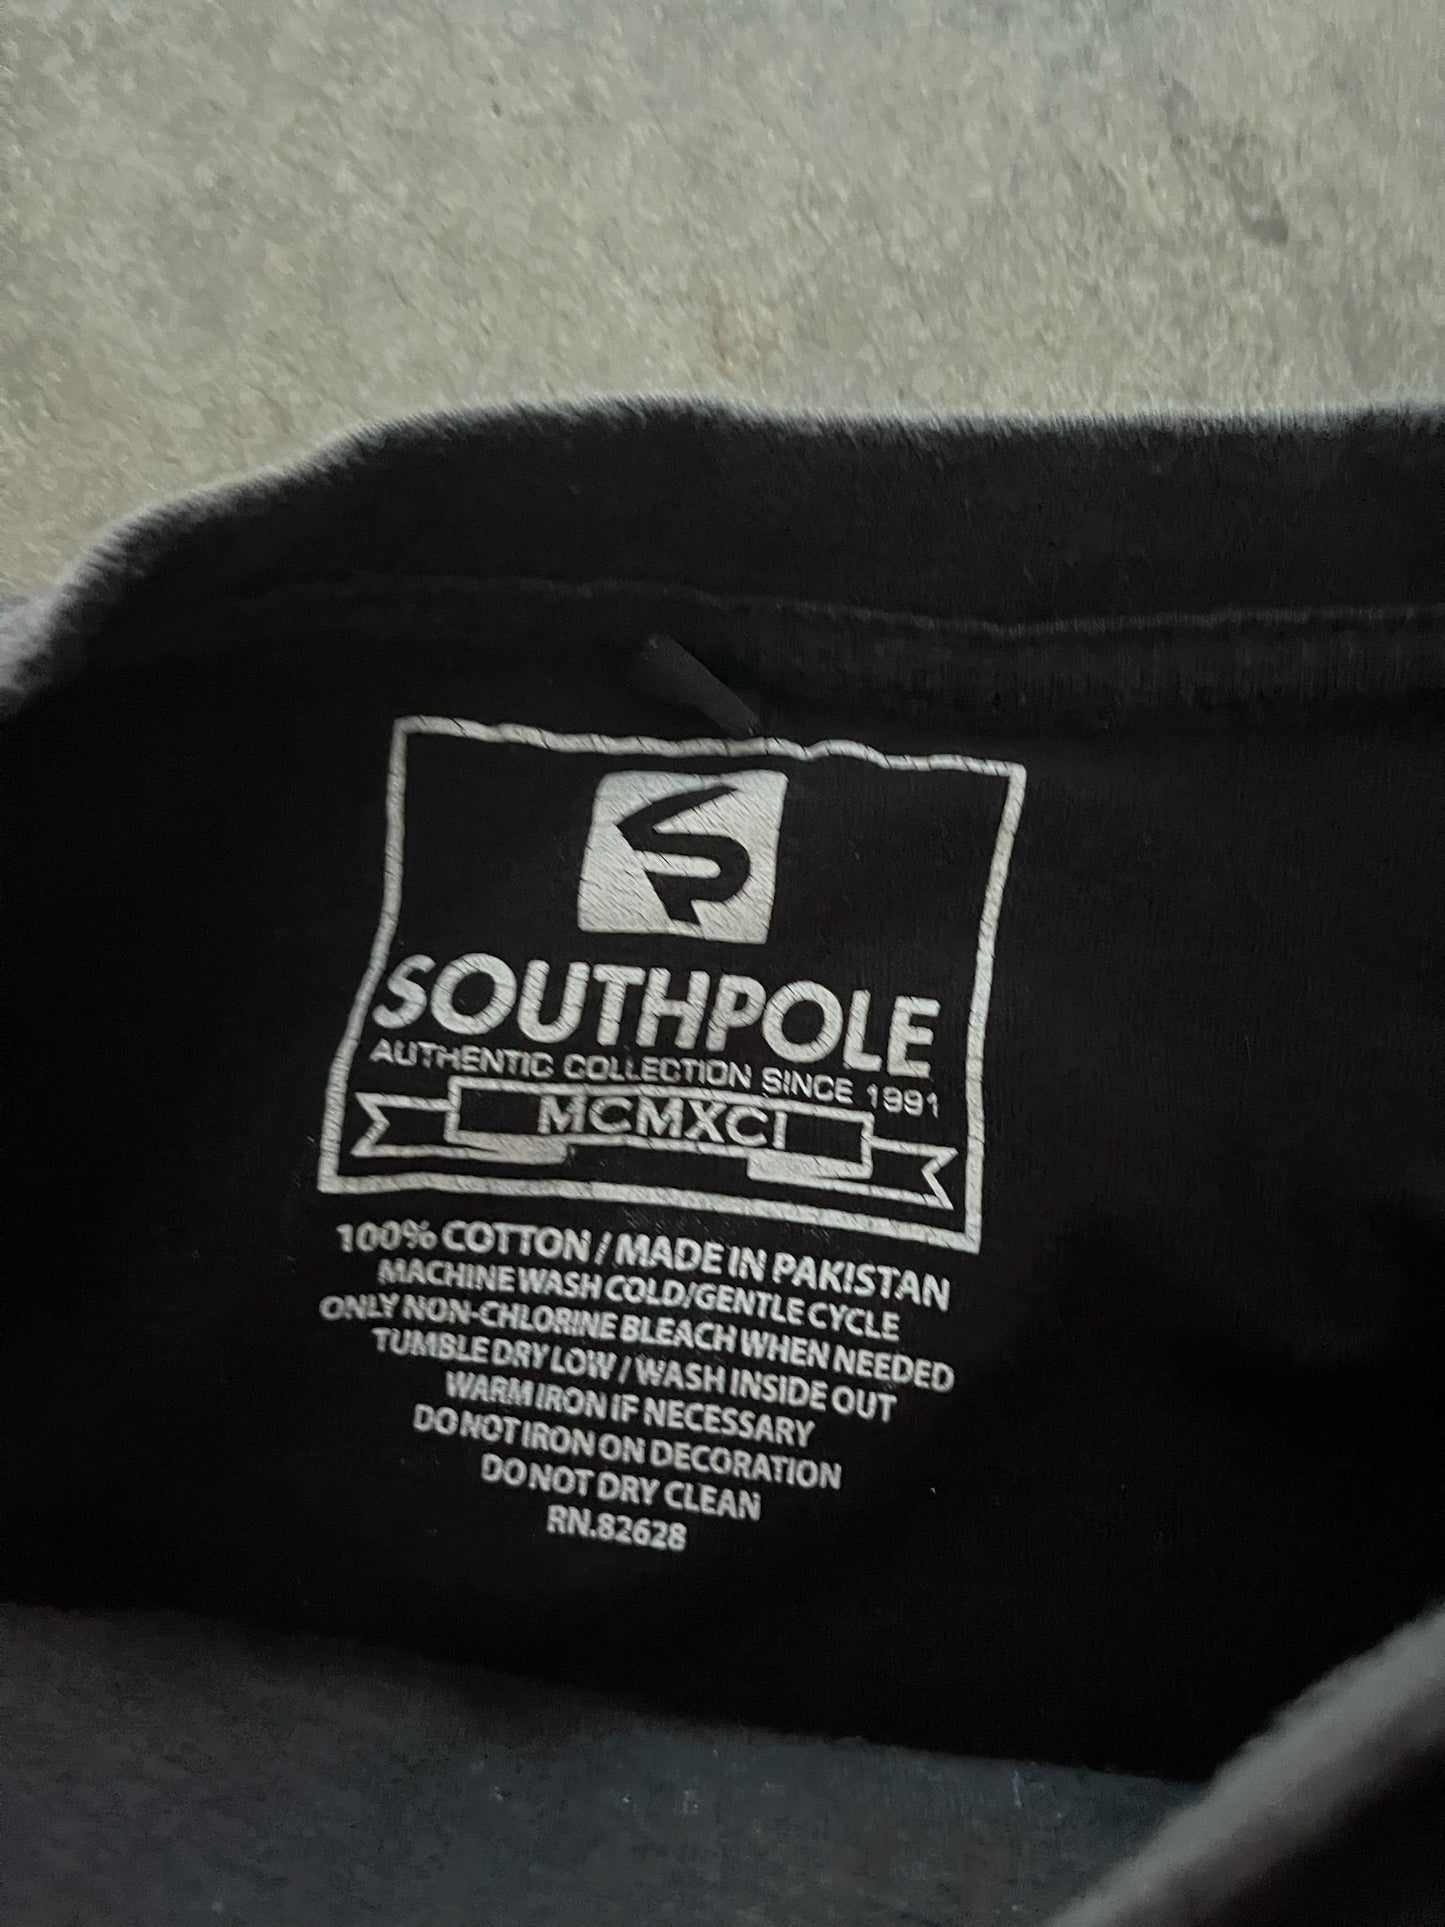 SP
SOUTHPOLE
AUTHENTIC COLLECTION SINCE 1991
MCMXCI
100% COTTON / MADE IN PAKISTAN
MACHINE WASH COLD/GENTLE CYCLE
ONLY NON-CHLORINE BLEACH WHEN NEEDED
TUMBLE DRY LOW / WASH INSIDE OUT
WARM IRON IF NECESSARY
DO NOT IRON ON DECORATION
DO NOT DRY CLEAN
RN.82628